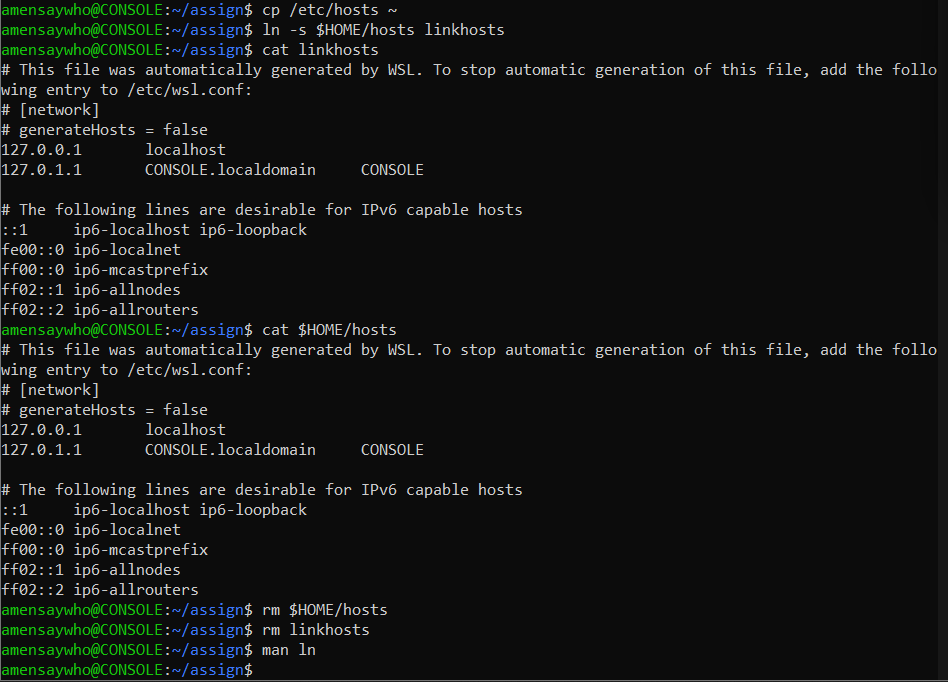 amensaywho@CONSOLE:~/assign$ cp /etc/hosts ~
amensaywho@CONSOLE:~/assign$ ln -s $HOME/hosts linkhosts
amensaywho@CONSOLE:~/assign$ cat linkhosts
# This file was automatically generated by WSL. To stop automatic generation of this file, add the follo
wing entry to /etc/wsl.conf:
# [network]
# generateHosts = false
127.0.0.1       localhost
127.0.1.1       CONSOLE.localdomain     CONSOLE

# The following lines are desirable for IPv6 capable hosts
::1     ip6-localhost ip6-loopback
fe00::0 ip6-localnet
ff00::0 ip6-mcastprefix
ff02::1 ip6-allnodes
ff02::2 ip6-allrouters
amensaywho@CONSOLE:~/assign$ cat $HOME/hosts
# This file was automatically generated by WSL. To stop automatic generation of this file, add the follo
wing entry to /etc/wsl.conf:
# [network]
# generateHosts = false
127.0.0.1       localhost
127.0.1.1       CONSOLE.localdomain     CONSOLE

# The following lines are desirable for IPv6 capable hosts
::1     ip6-localhost ip6-loopback
fe00::0 ip6-localnet
ff00::0 ip6-mcastprefix
ff02::1 ip6-allnodes
ff02::2 ip6-allrouters
amensaywho@CONSOLE:~/assign$ rm $HOME/hosts
amensaywho@CONSOLE:~/assign$ rm linkhosts
amensaywho@CONSOLE:~/assign$ man ln
amensaywho@CONSOLE:~/assign$